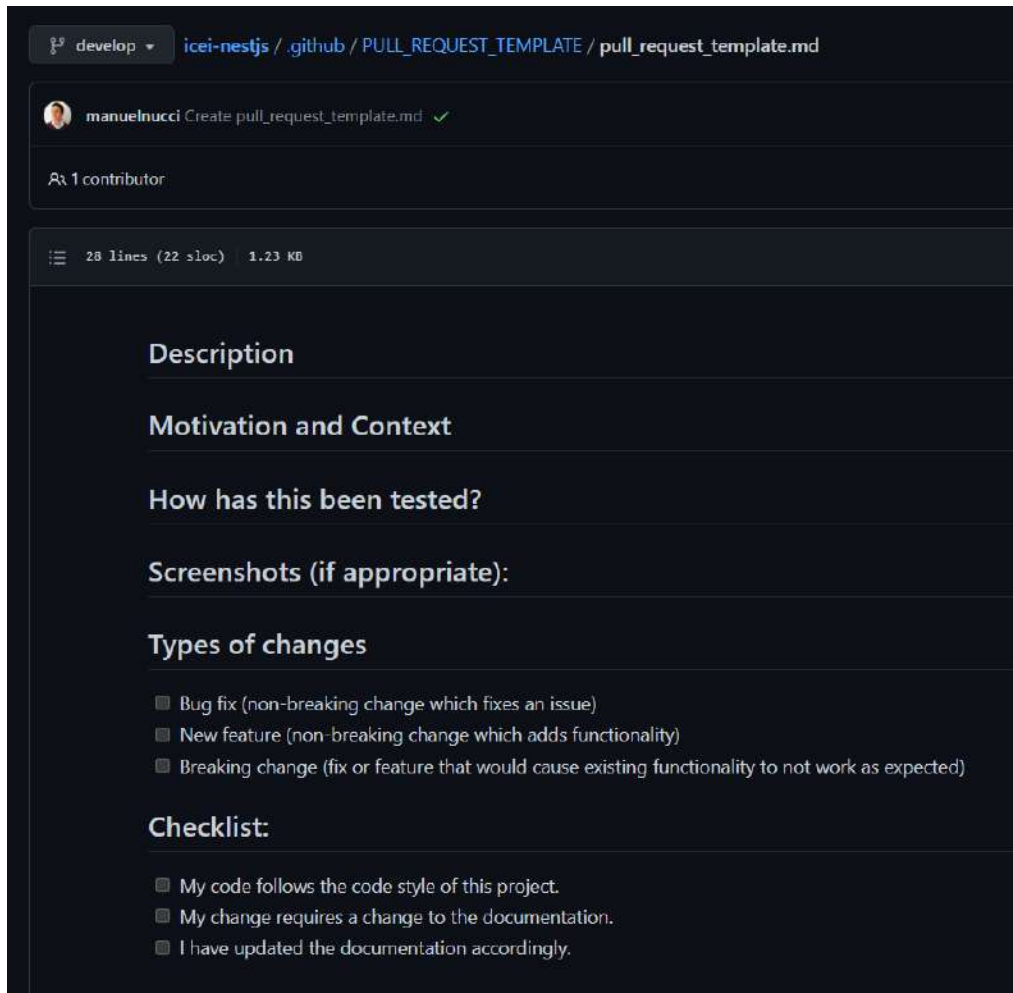 develop icei-nestjs / .github / PULL_REQUEST_TEMPLATE / pull_request_template.md
manuelnucci Create pull_request_template.md
1 contributor
28 lines (22 sloc) 1.23 KB
Description
Motivation and Context
How has this been tested?
Screenshots (if appropriate):
Types of changes
Bug fix (non-breaking change which fixes an issue)
New feature (non-breaking change which adds functionality)
Breaking change (fix or feature that would cause existing functionality to not work as expected)
Checklist:
My code follows the code style of this project.
My change requires a change to the documentation.
I have updated the documentation accordingly.